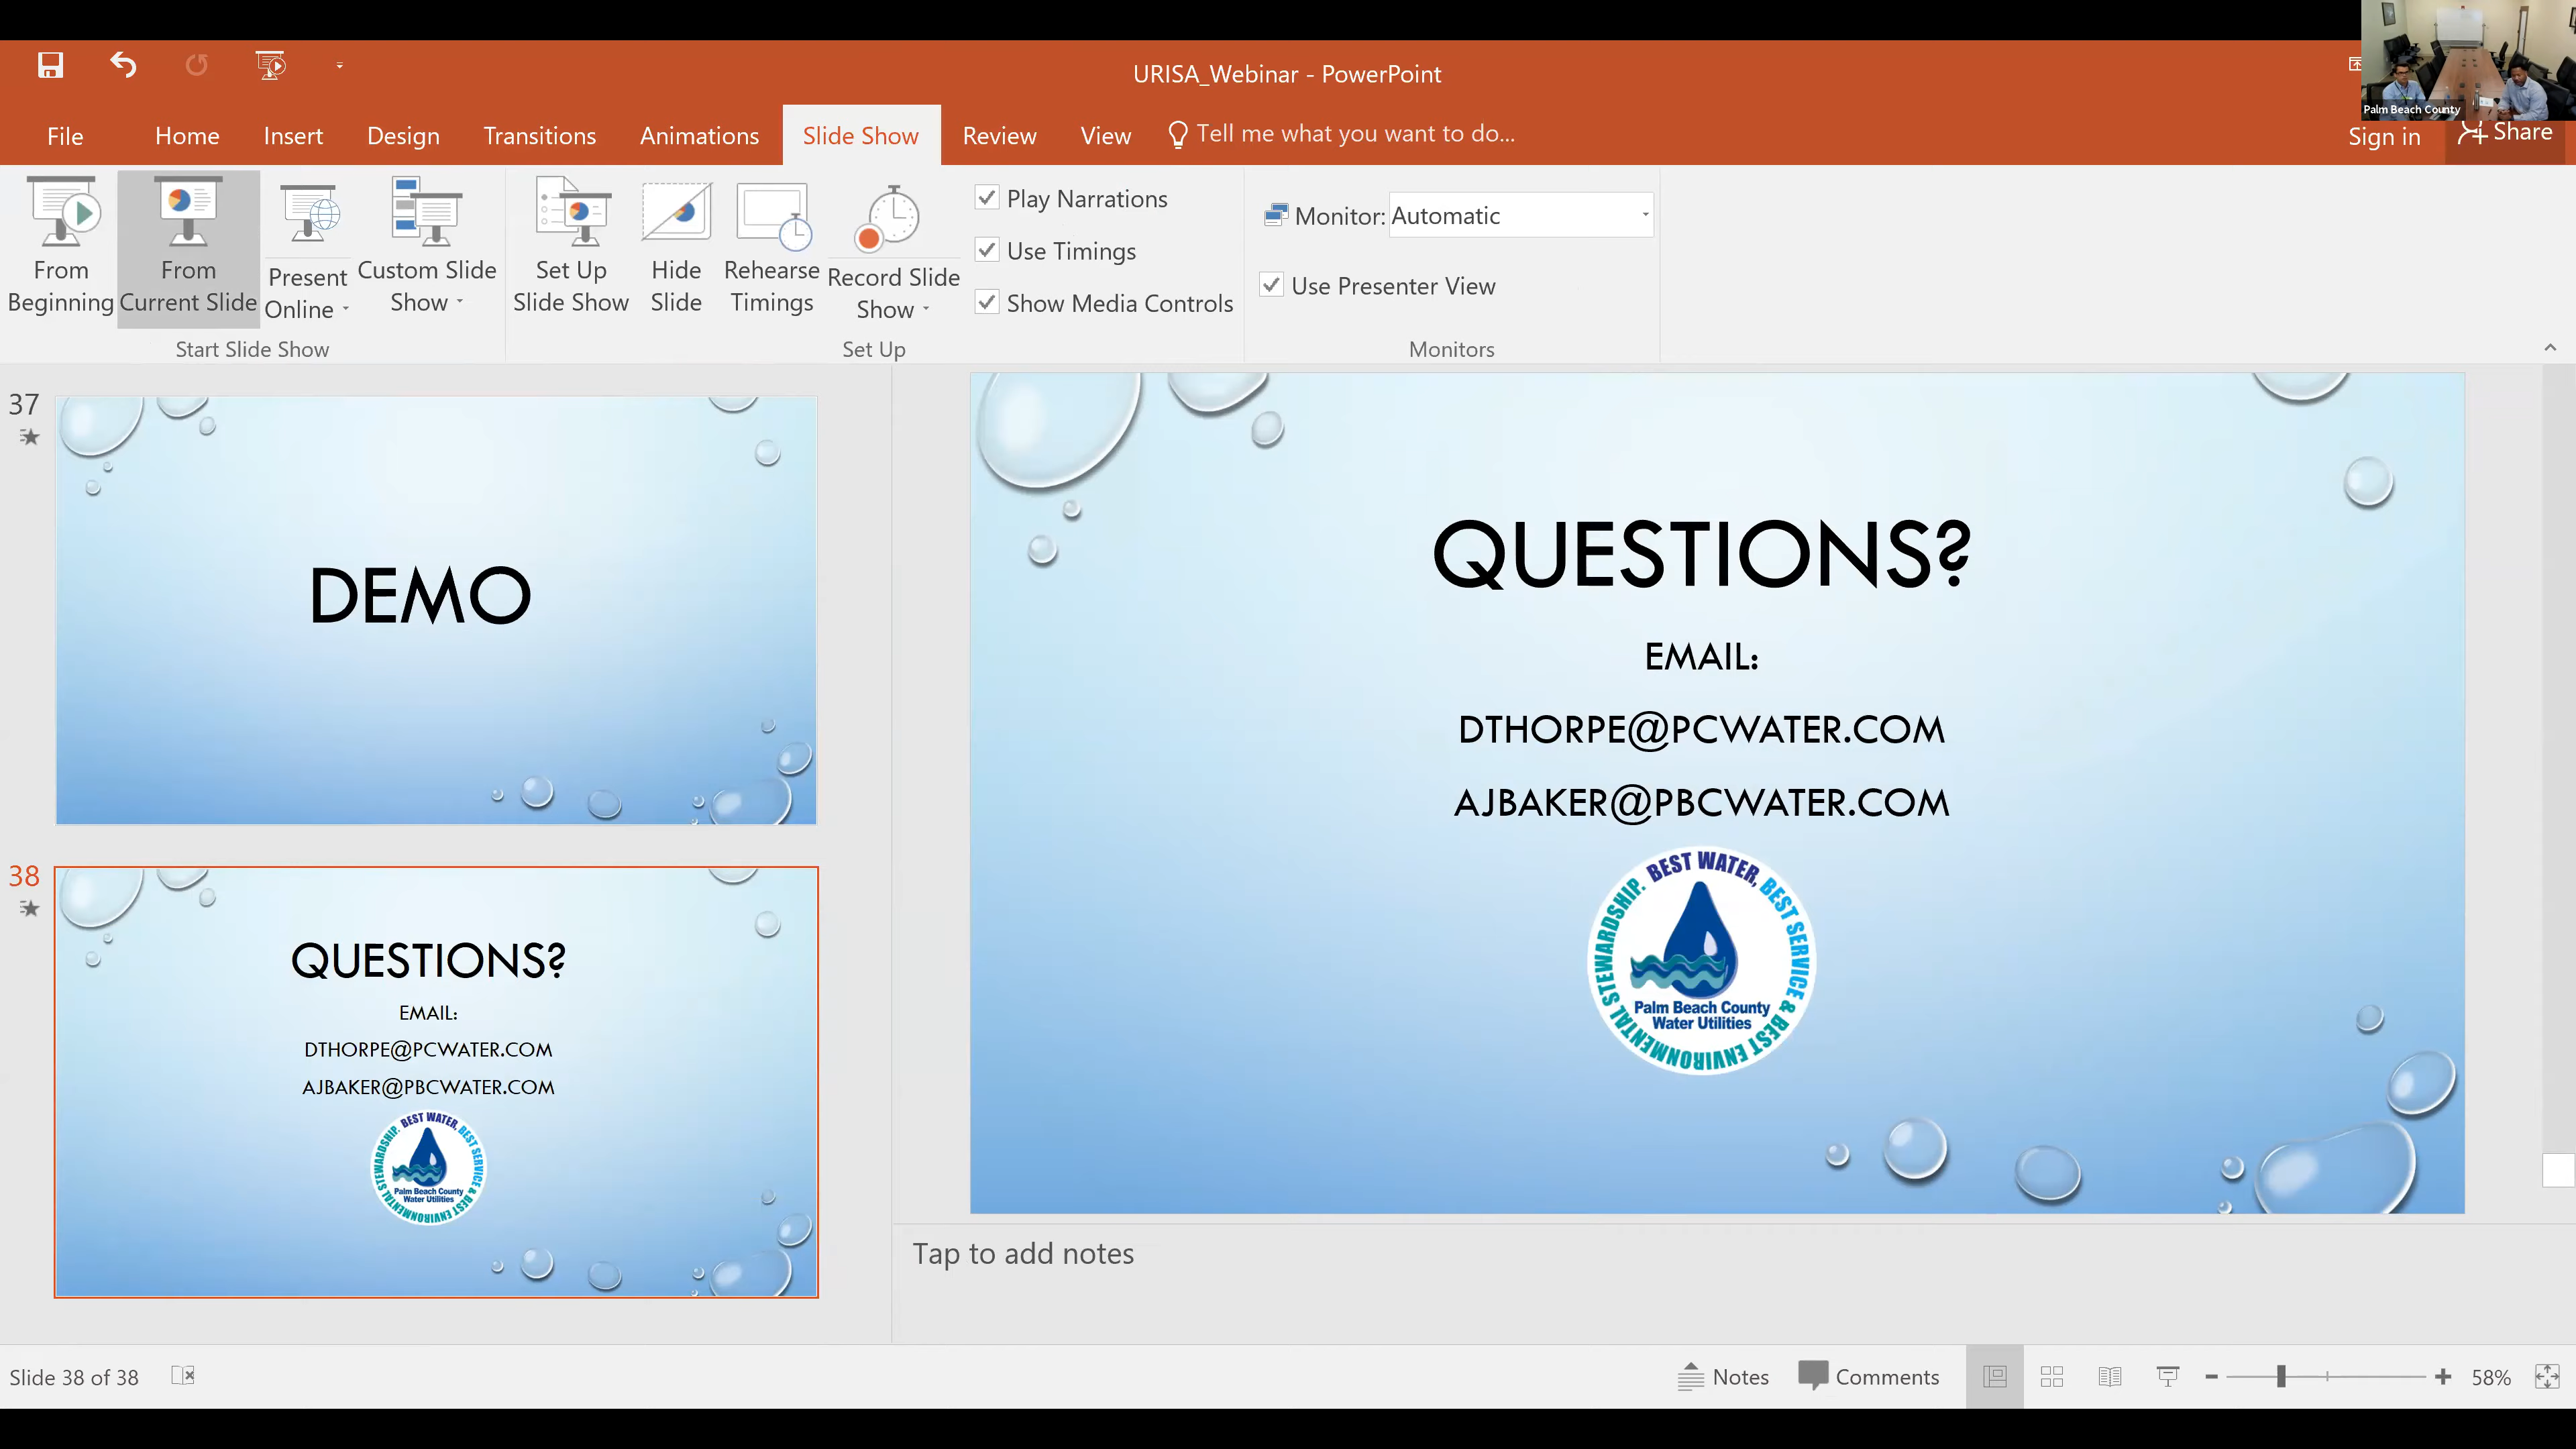 URISA_Webinar - PowerPoint
Palm Beach County
File
Home
Insert
Design
Transitions
Animations
Slide Show
Review
View
Tell me what you want to do...
Sign in
Share
From Beginning
From Current Slide
Present Online
Custom Slide Show
Start Slide Show
Set Up Slide Show
Hide Slide
Rehearse Timings
Record Slide Show
Play Narrations
Use Timings
Show Media Controls
Set Up
Monitor: Automatic
Use Presenter View
Monitors
37
DEMO
38
QUESTIONS?
EMAIL:
DTHORPE@PCWATER.COM
AJBAKER@PBCWATER.COM
BEST WATER, BEST SERVICE & BEST ENVIRONMENTAL STEWARDSHIP.
Palm Beach County
Water Utilities
QUESTIONS?
EMAIL:
DTHORPE@PCWATER.COM
AJBAKER@PBCWATER.COM
BEST WATER, BEST SERVICE & BEST ENVIRONMENTAL STEWARDSHIP.
Palm Beach County
Water Utilities
Tap to add notes
Slide 38 of 38
Notes
Comments
58%